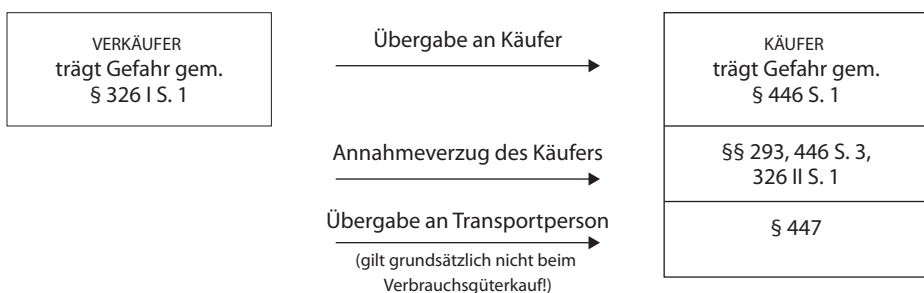 VERKÄUFER
trägt Gefahr gem.
§ 326 I S. 1
Übergabe an Käufer
KÄUFER
trägt Gefahr gem.
§ 446 S. 1
Annahmeverzug des Käufers
§§ 293, 446 S. 3,
326 II S. 1
Übergabe an Transportperson
(gilt grundsätzlich nicht beim
Verbrauchsgüterkauf!)
§ 447